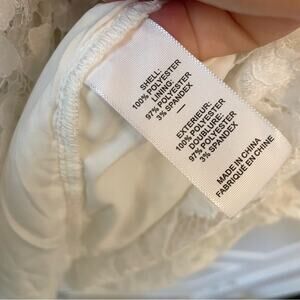 SHELL:
100% POLYESTER
LINING:
97% POLYESTER
3% SPANDEX
—
EXTERIEUR:
100% POLYESTER
DOUBLURE:
97% POLYESTER
3% SPANDEX
MADE IN CHINA
FABRIQUE EN CHINE